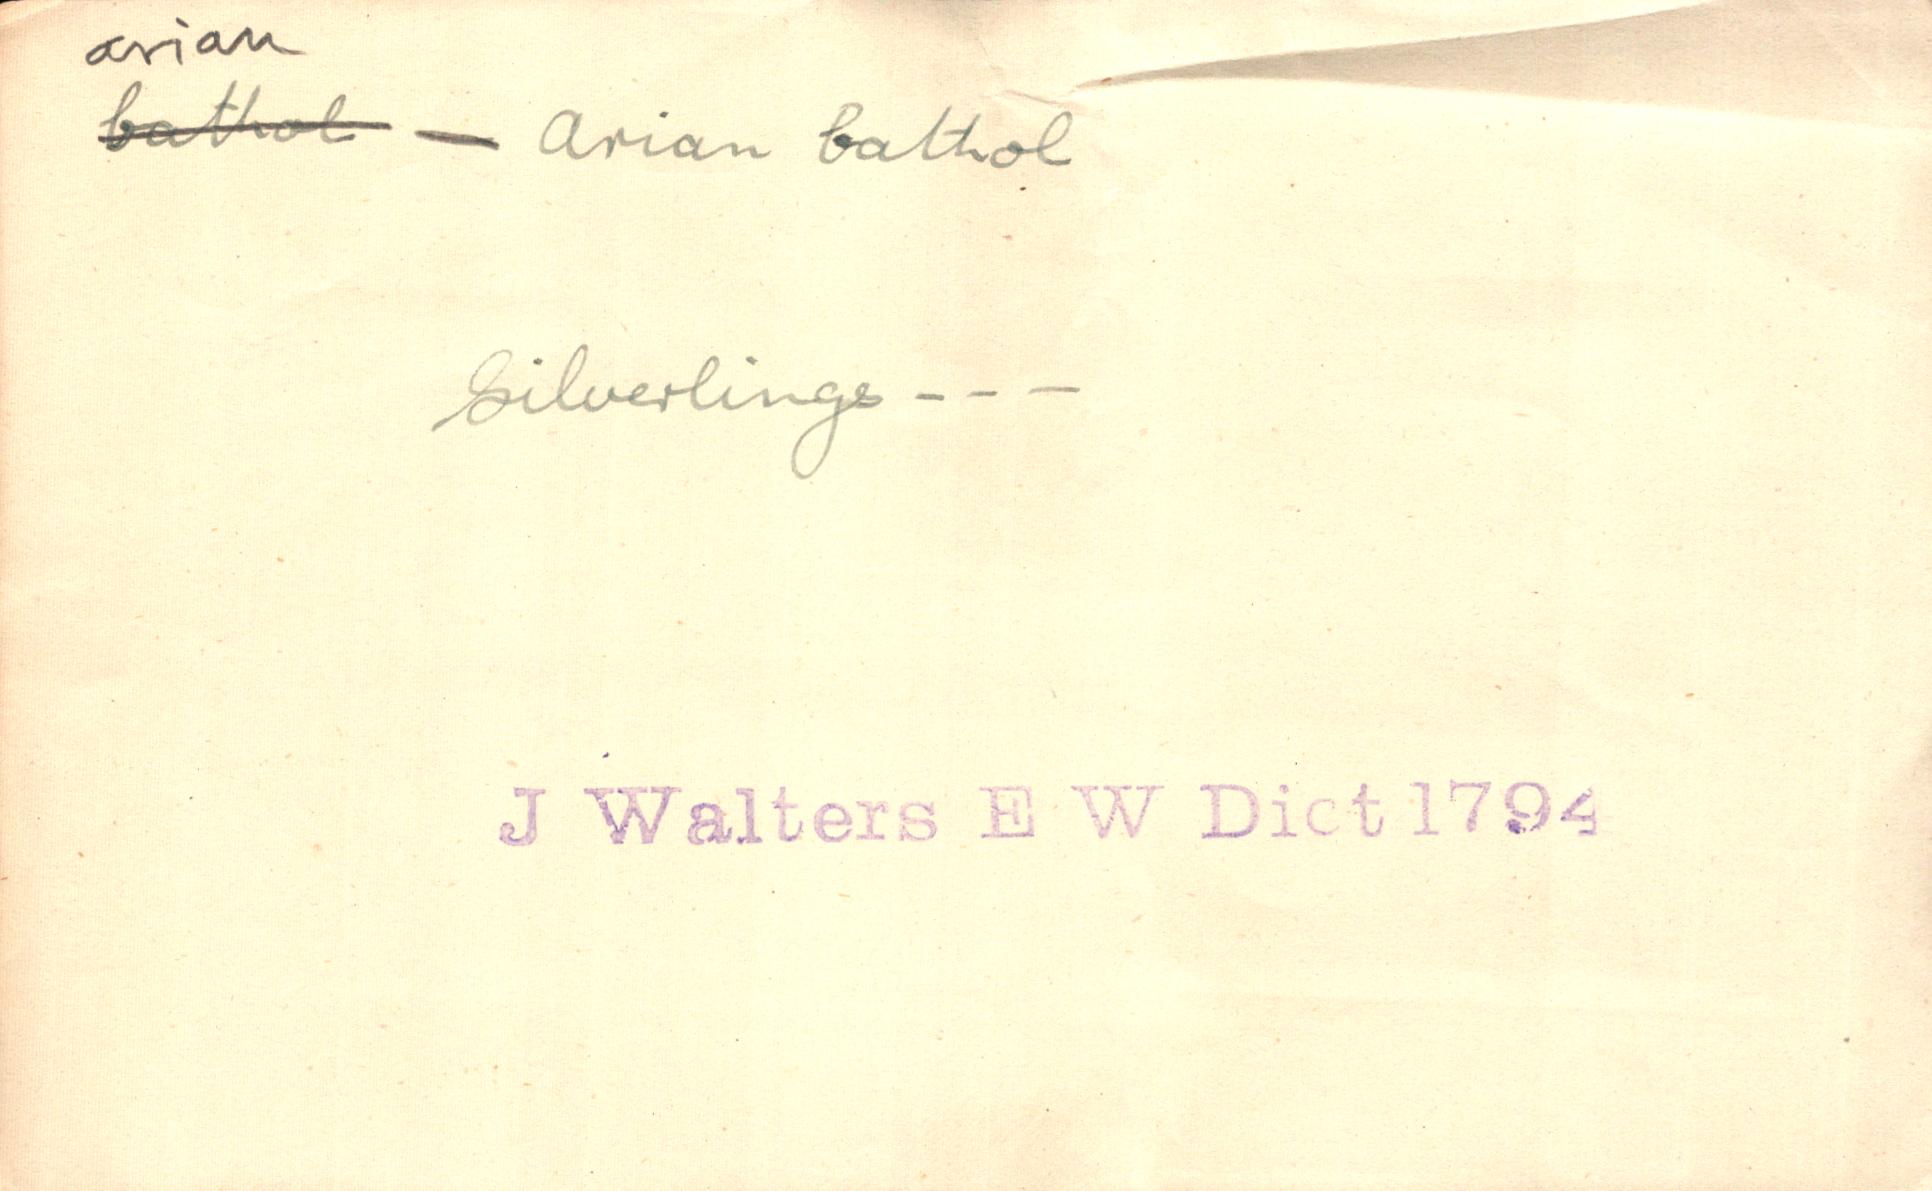 arian
bathol — Arian bathol
Silverlings - - -
J Walters E W Dict 1794